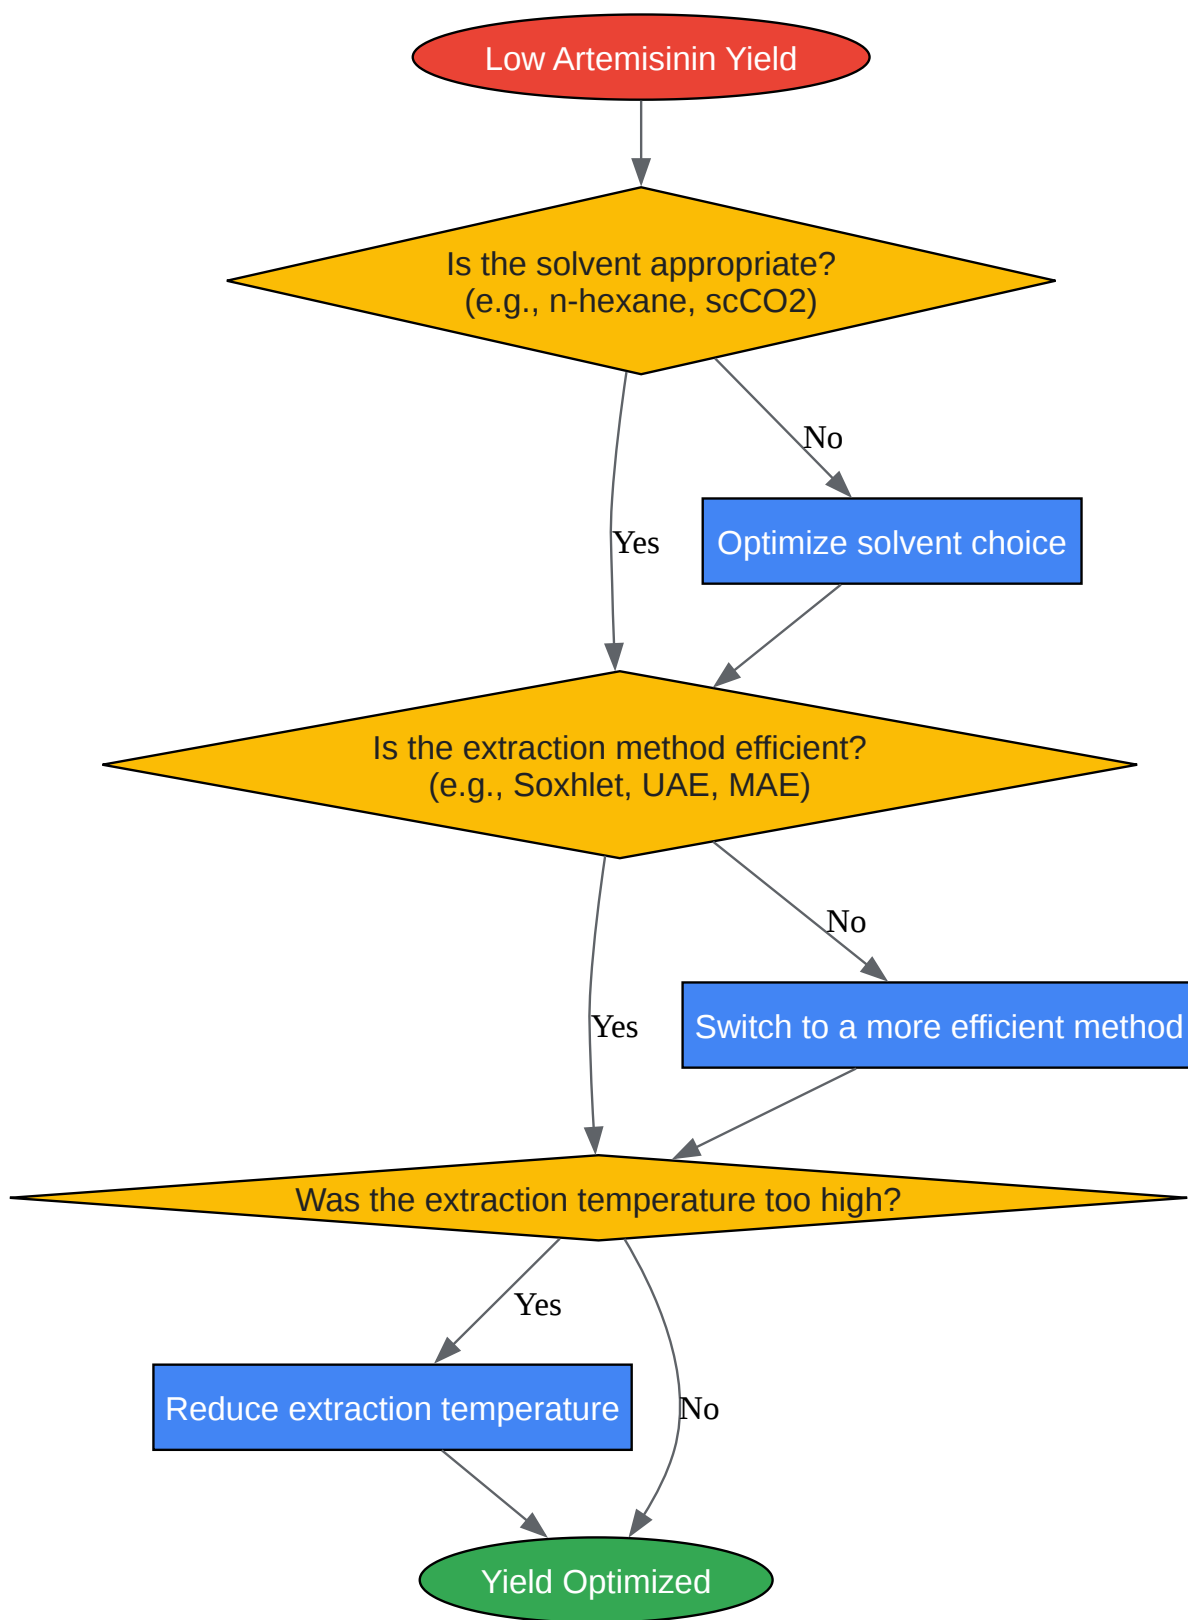 Low Artemisinin Yield
Is the solvent appropriate?
(e.g., n-hexane, scCO2)
No
Yes
Optimize solvent choice
Is the extraction method efficient?
(e.g., Soxhlet, UAE, MAE)
No
Yes
Switch to a more efficient method
Was the extraction temperature too high?
Yes
Reduce extraction temperature
No
Yield Optimized